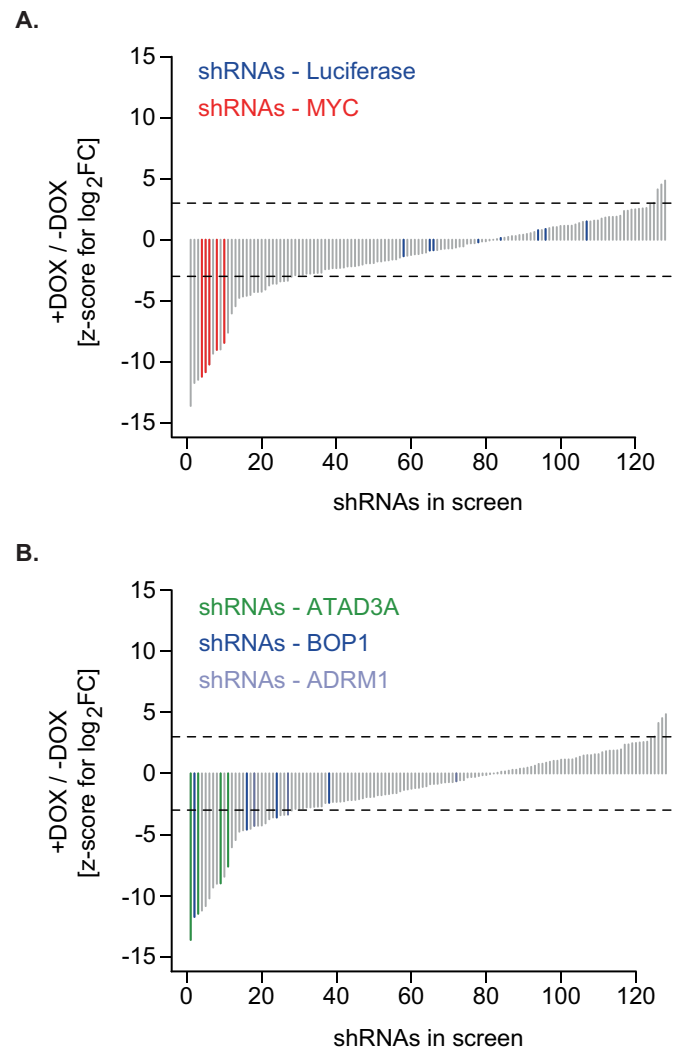 A.
15
10
5
0
-5
-10
-15
+DOX / -DOX
[z-score for log2FC]
shRNAs - Luciferase
shRNAs - MYC
0 20 40 60 80 100 120
shRNAs in screen
B.
15
10
5
0
-5
-10
-15
+DOX / -DOX
[z-score for log2FC]
shRNAs - ATAD3A
shRNAs - BOP1
shRNAs - ADRM1
0 20 40 60 80 100 120
shRNAs in screen